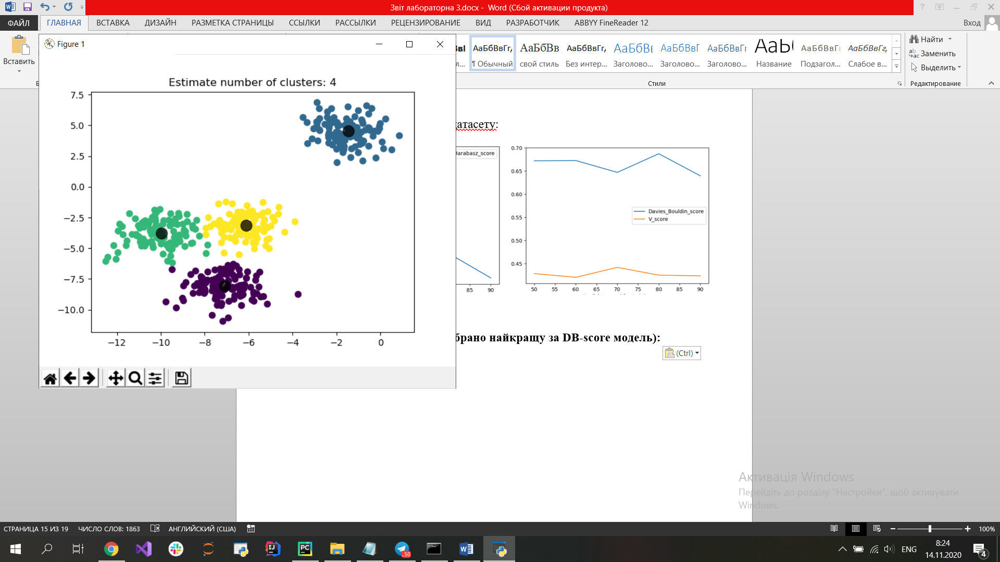 Звіт лабораторна 3.docx - Word (Сбой активации продукта)
ФАЙЛ ГЛАВНАЯ ВСТАВКА ДИЗАЙН РАЗМЕТКА СТРАНИЦЫ ССЫЛКИ РАССЫЛКИ РЕЦЕНЗИРОВАНИЕ ВИД РАЗРАБОТЧИК ABBYY FineReader 12 Вход
Вставить
АаБбВвГг, АаБбВв АаБбВвГг, АаБбВ АаБбВвГ АаБбВвГг АаЫ АаБбВвГг АаБбВвГг,
¶ Обычный свой стиль Без интер... Заголово... Заголово... Заголово... Название Подзагол... Слабое в...
Стили
Найти
Заменить
Выделить
Редактирование
Figure 1
Estimate number of clusters: 4
7.5
5.0
2.5
0.0
−2.5
−5.0
−7.5
−10.0
−12 −10 −8 −6 −4 −2 0
атасету:
Harabasz_score
85 90
0.70
0.65
0.60
0.55
0.50
0.45
Davies_Bouldin_score
V_score
50 55 60 65 70 75 80 85 90
брано найкращу за DB-score модель):
(Ctrl)
Активація Windows
Перейдіть до розділу "Настройки", щоб активувати
Windows.
СТРАНИЦА 15 ИЗ 19 ЧИСЛО СЛОВ: 1863 АНГЛИЙСКИЙ (США) 100%
..50
ENG
8:24
14.11.2020
4